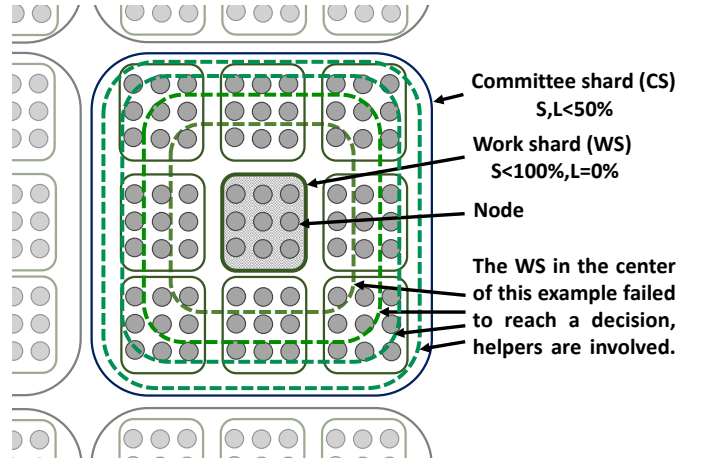 Committee shard (CS)
S,L<50%
Work shard (WS)
S<100%,L=0%
Node
The WS in the center
of this example failed
to reach a decision,
helpers are involved.